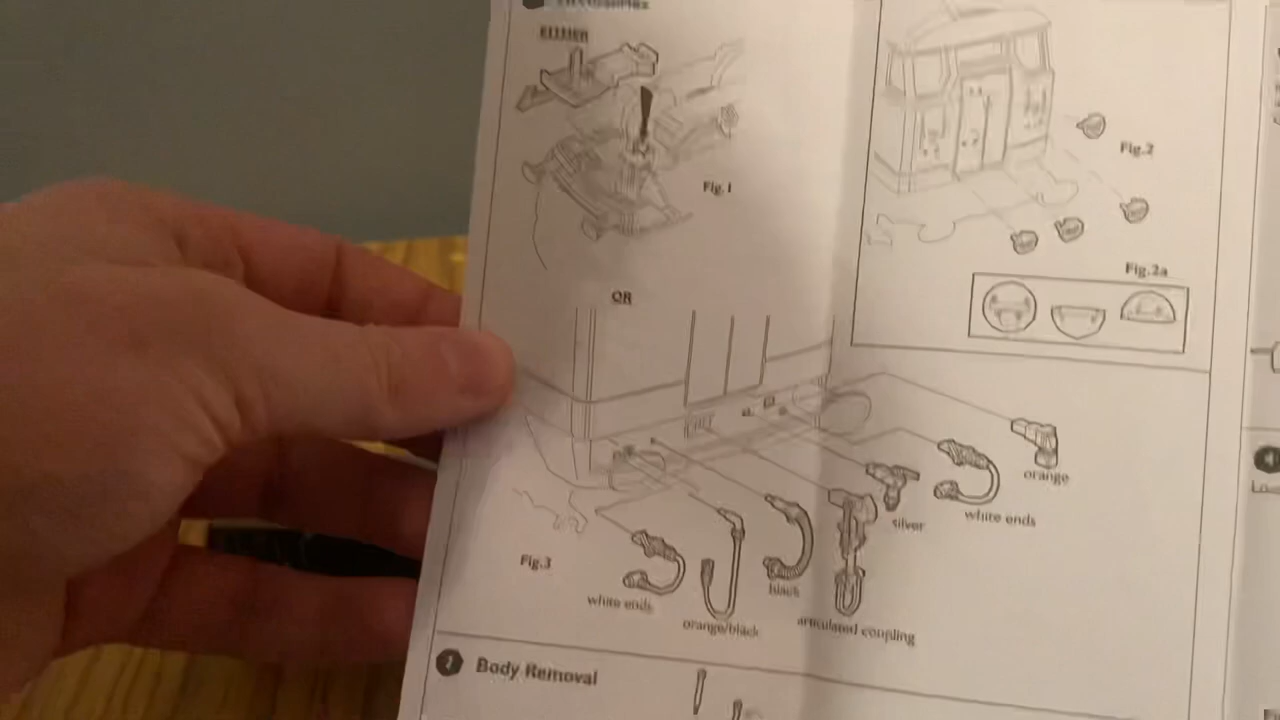 EITHER
Fig.1
Fig.2
Fig.2a
OR
orange
white ends
silver
black
articulated coupling
orange/black
white ends
Fig.3
Body Removal